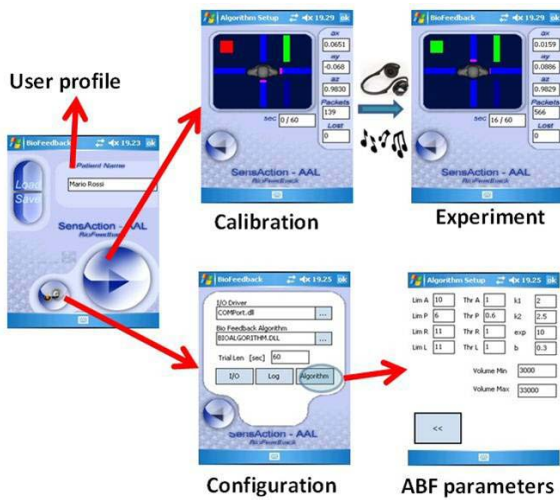 User profile
BioFeedback 19.23
Load
Save
Patient Name
Mario Rossi
SensAction - AAL
BioFeedback
Algorithm Setup 19.29 ok
ax
0.0651
ay
-0.068
az
0.9830
Packets
139
Lost
0
sec 0 / 60
SensAction - AAL
BioFeedback
Calibration
BioFeedback 19.29 ok
ax
0.0159
ay
0.0886
az
0.9829
Packets
566
Lost
0
sec 16 / 60
SensAction - AAL
BioFeedback
Experiment
BioFeedback 19.25 ok
I/O Driver
COMPort.dll ...
Bio Feedback Algorithm
BIOALGORITHM.DLL ...
Trial Len [sec] 60
I/O Log Algorithm
SensAction - AAL
BioFeedback
Configuration
Algorithm Setup 19.25 ok
Lim A 10 Thr A 1 k1 2
Lim P 6 Thr P 0.6 k2 2.5
Lim R 11 Thr R 1 exp 10
Lim L 11 Thr L 1 b 0.3
Volume Min 3000
Volume Max 33000
<<
ABF parameters